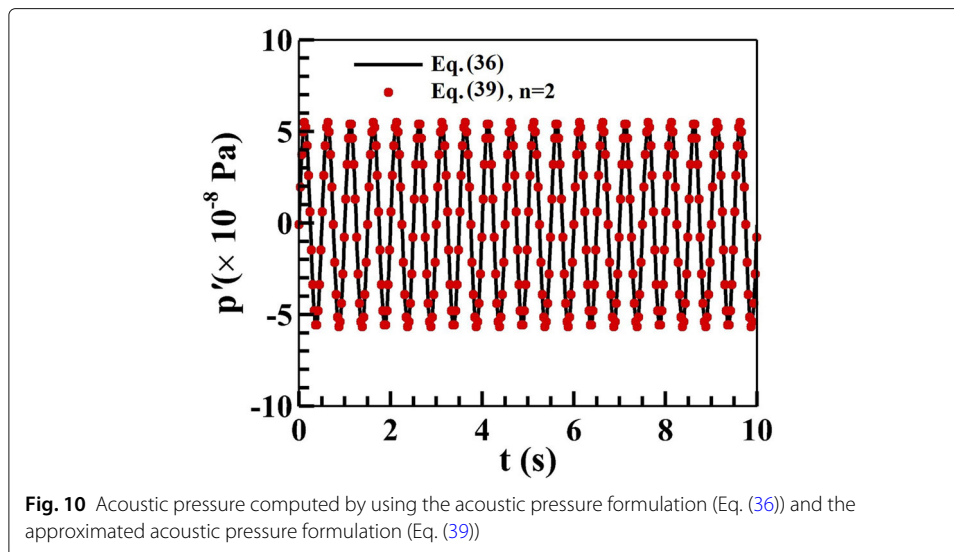 10
5
0
-5
-10
p′(× 10⁻⁸ Pa)
Eq.(36)
Eq.(39) , n=2
0 2 4 6 8 10
t (s)
Fig. 10 Acoustic pressure computed by using the acoustic pressure formulation (Eq. (36)) and the
approximated acoustic pressure formulation (Eq. (39))